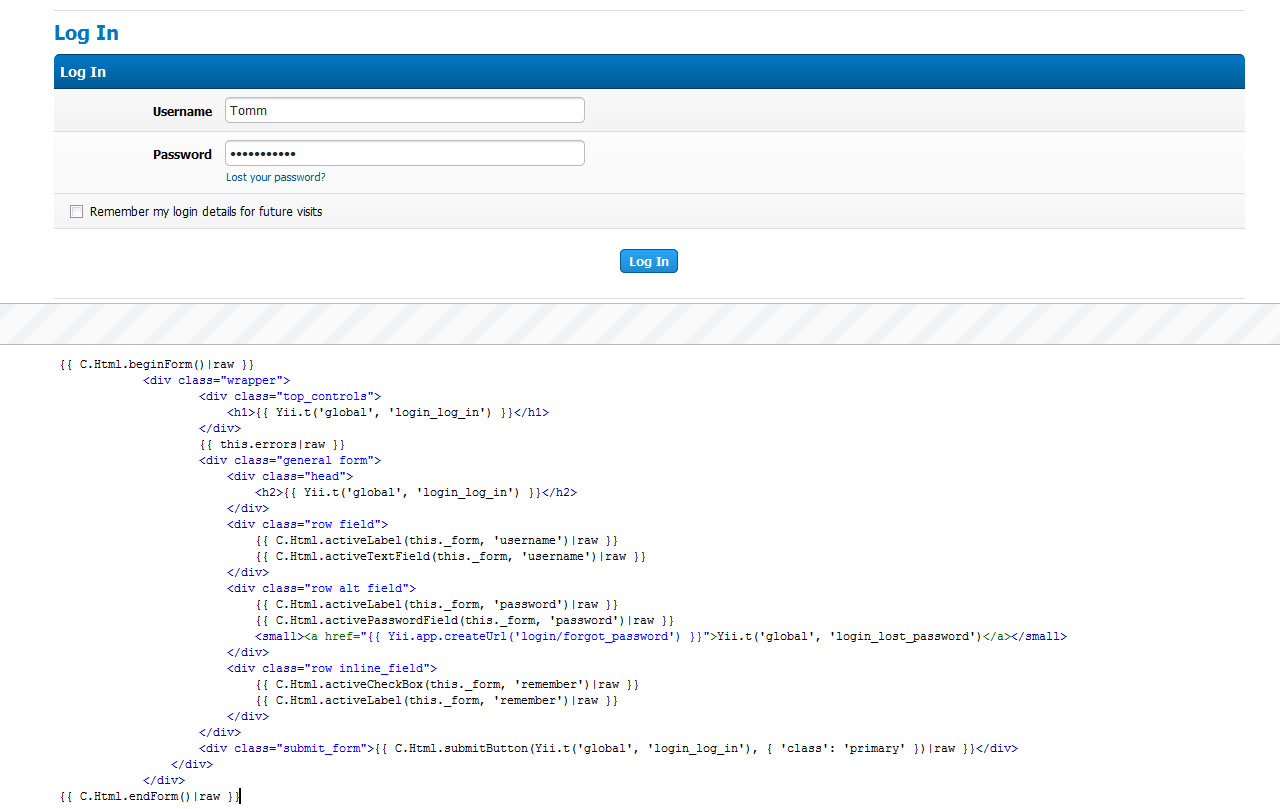 Log In
Log In
Username Tomm
Password •••••••••••
Lost your password?
Remember my login details for future visits
Log In
{{ C.Html.beginForm()|raw }}
<div class="wrapper">
<div class="top_controls">
<h1>{{ Yii.t('global', 'login_log_in') }}</h1>
</div>
{{ this.errors|raw }}
<div class="general form">
<div class="head">
<h2>{{ Yii.t('global', 'login_log_in') }}</h2>
</div>
<div class="row field">
{{ C.Html.activeLabel(this._form, 'username')|raw }}
{{ C.Html.activeTextField(this._form, 'username')|raw }}
</div>
<div class="row alt field">
{{ C.Html.activeLabel(this._form, 'password')|raw }}
{{ C.Html.activePasswordField(this._form, 'password')|raw }}
<small><a href="{{ Yii.app.createUrl('login/forgot_password') }}">Yii.t('global', 'login_lost_password')</a></small>
</div>
<div class="row inline_field">
{{ C.Html.activeCheckBox(this._form, 'remember')|raw }}
{{ C.Html.activeLabel(this._form, 'remember')|raw }}
</div>
</div>
<div class="submit_form">{{ C.Html.submitButton(Yii.t('global', 'login_log_in'), { 'class': 'primary' })|raw }}</div>
</div>
</div>
{{ C.Html.endForm()|raw }}